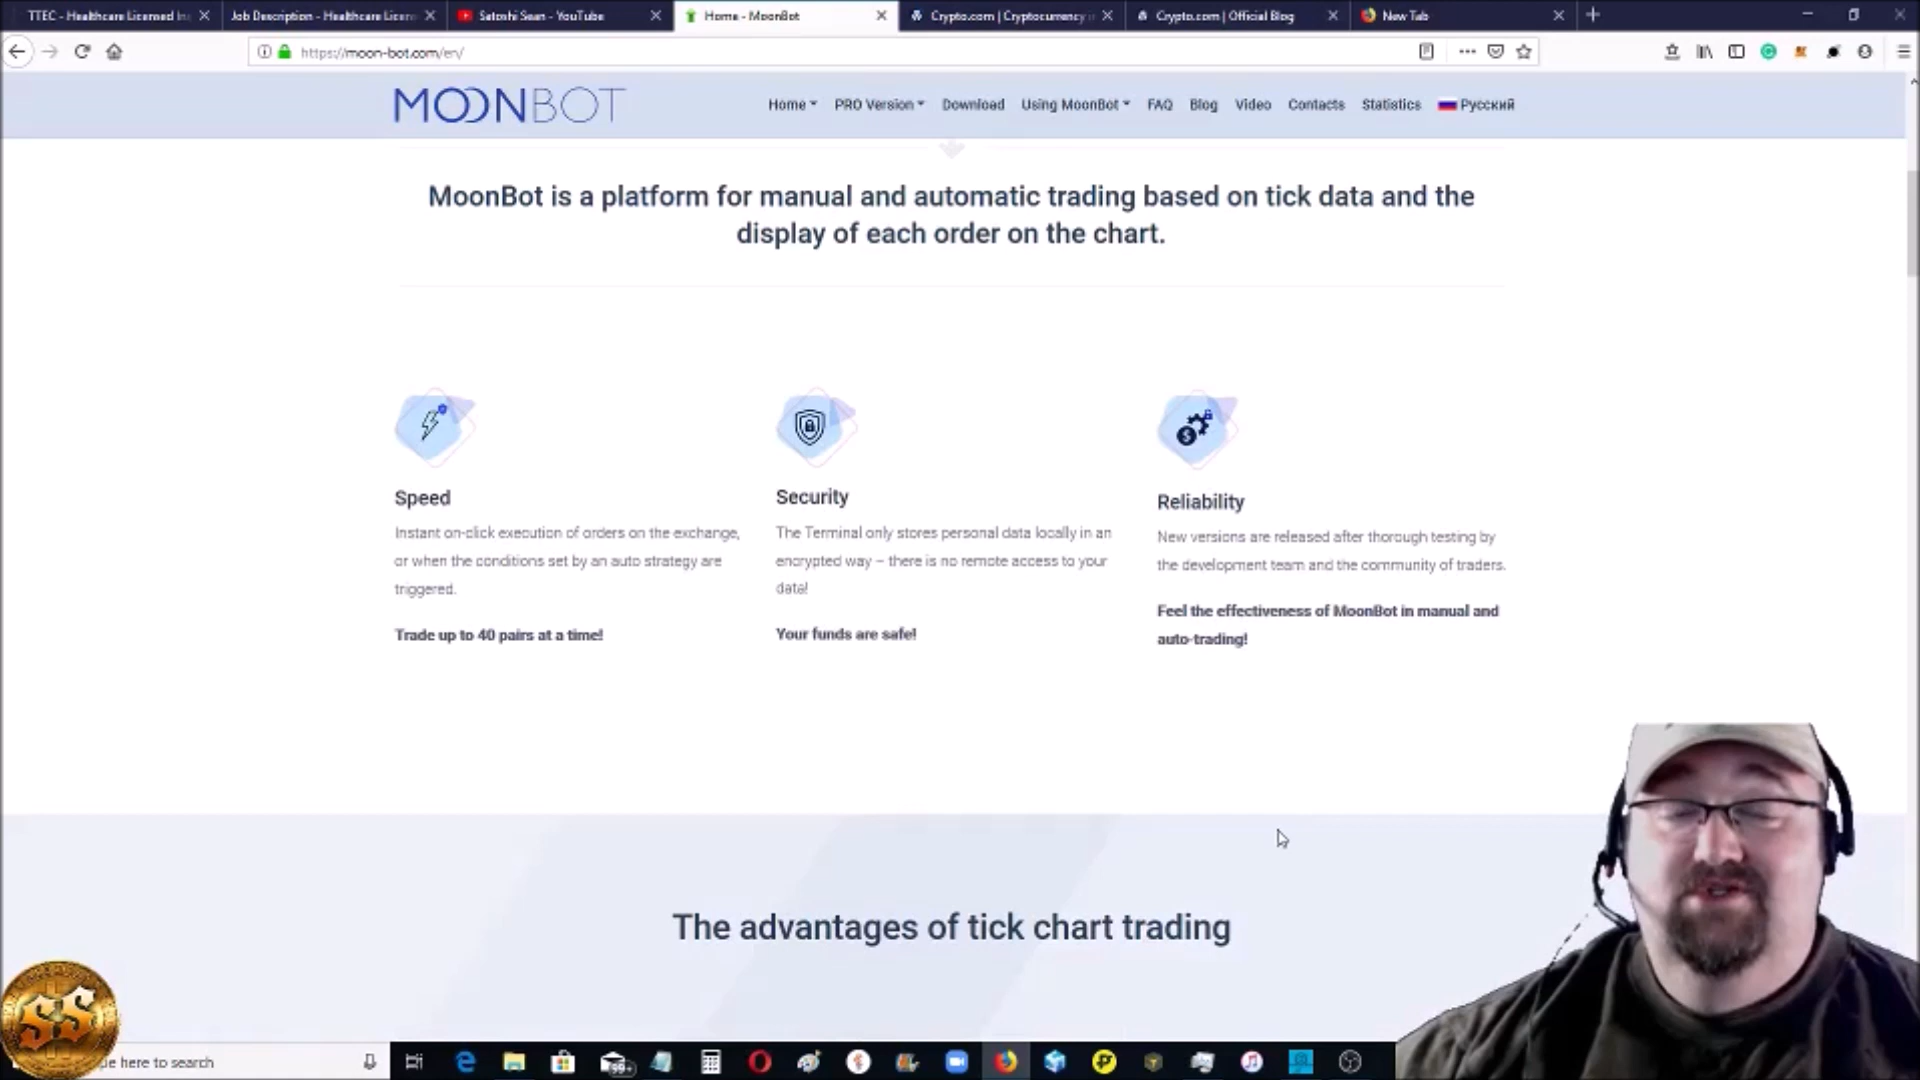 TTEC - Healthcare Licensed In
Job Description - Healthcare Licen
Satoshi Sean - YouTube
Home - MoonBot
Crypto.com | Cryptocurrency
Crypto.com | Official Blog
New Tab
https://moon-bot.com/en/
MOONBOT
Home
PRO Version
Download
Using MoonBot
FAQ
Blog
Video
Contacts
Statistics
Русский
MoonBot is a platform for manual and automatic trading based on tick data and the
display of each order on the chart.
Speed
Instant on-click execution of orders on the exchange,
or when the conditions set by an auto strategy are
triggered.
Trade up to 40 pairs at a time!
Security
The Terminal only stores personal data locally in an
encrypted way – there is no remote access to your
data!
Your funds are safe!
Reliability
New versions are released after thorough testing by
the development team and the community of traders.
Feel the effectiveness of MoonBot in manual and
auto-trading!
The advantages of tick chart trading
SS
pe here to search
99+